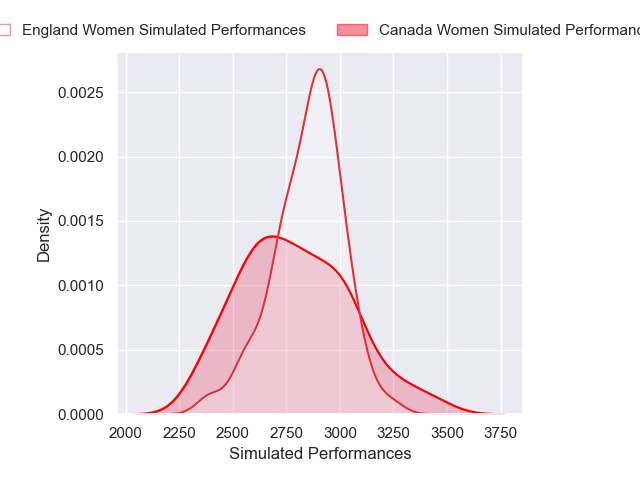 England Women Simulated Performances
Canada Women Simulated
0.0025
0.0020
0.0015
0.0010
0.0005
0.0000
Density
2000 2250 2500 2750 3000 3250 3500 3750
Simulated Performances